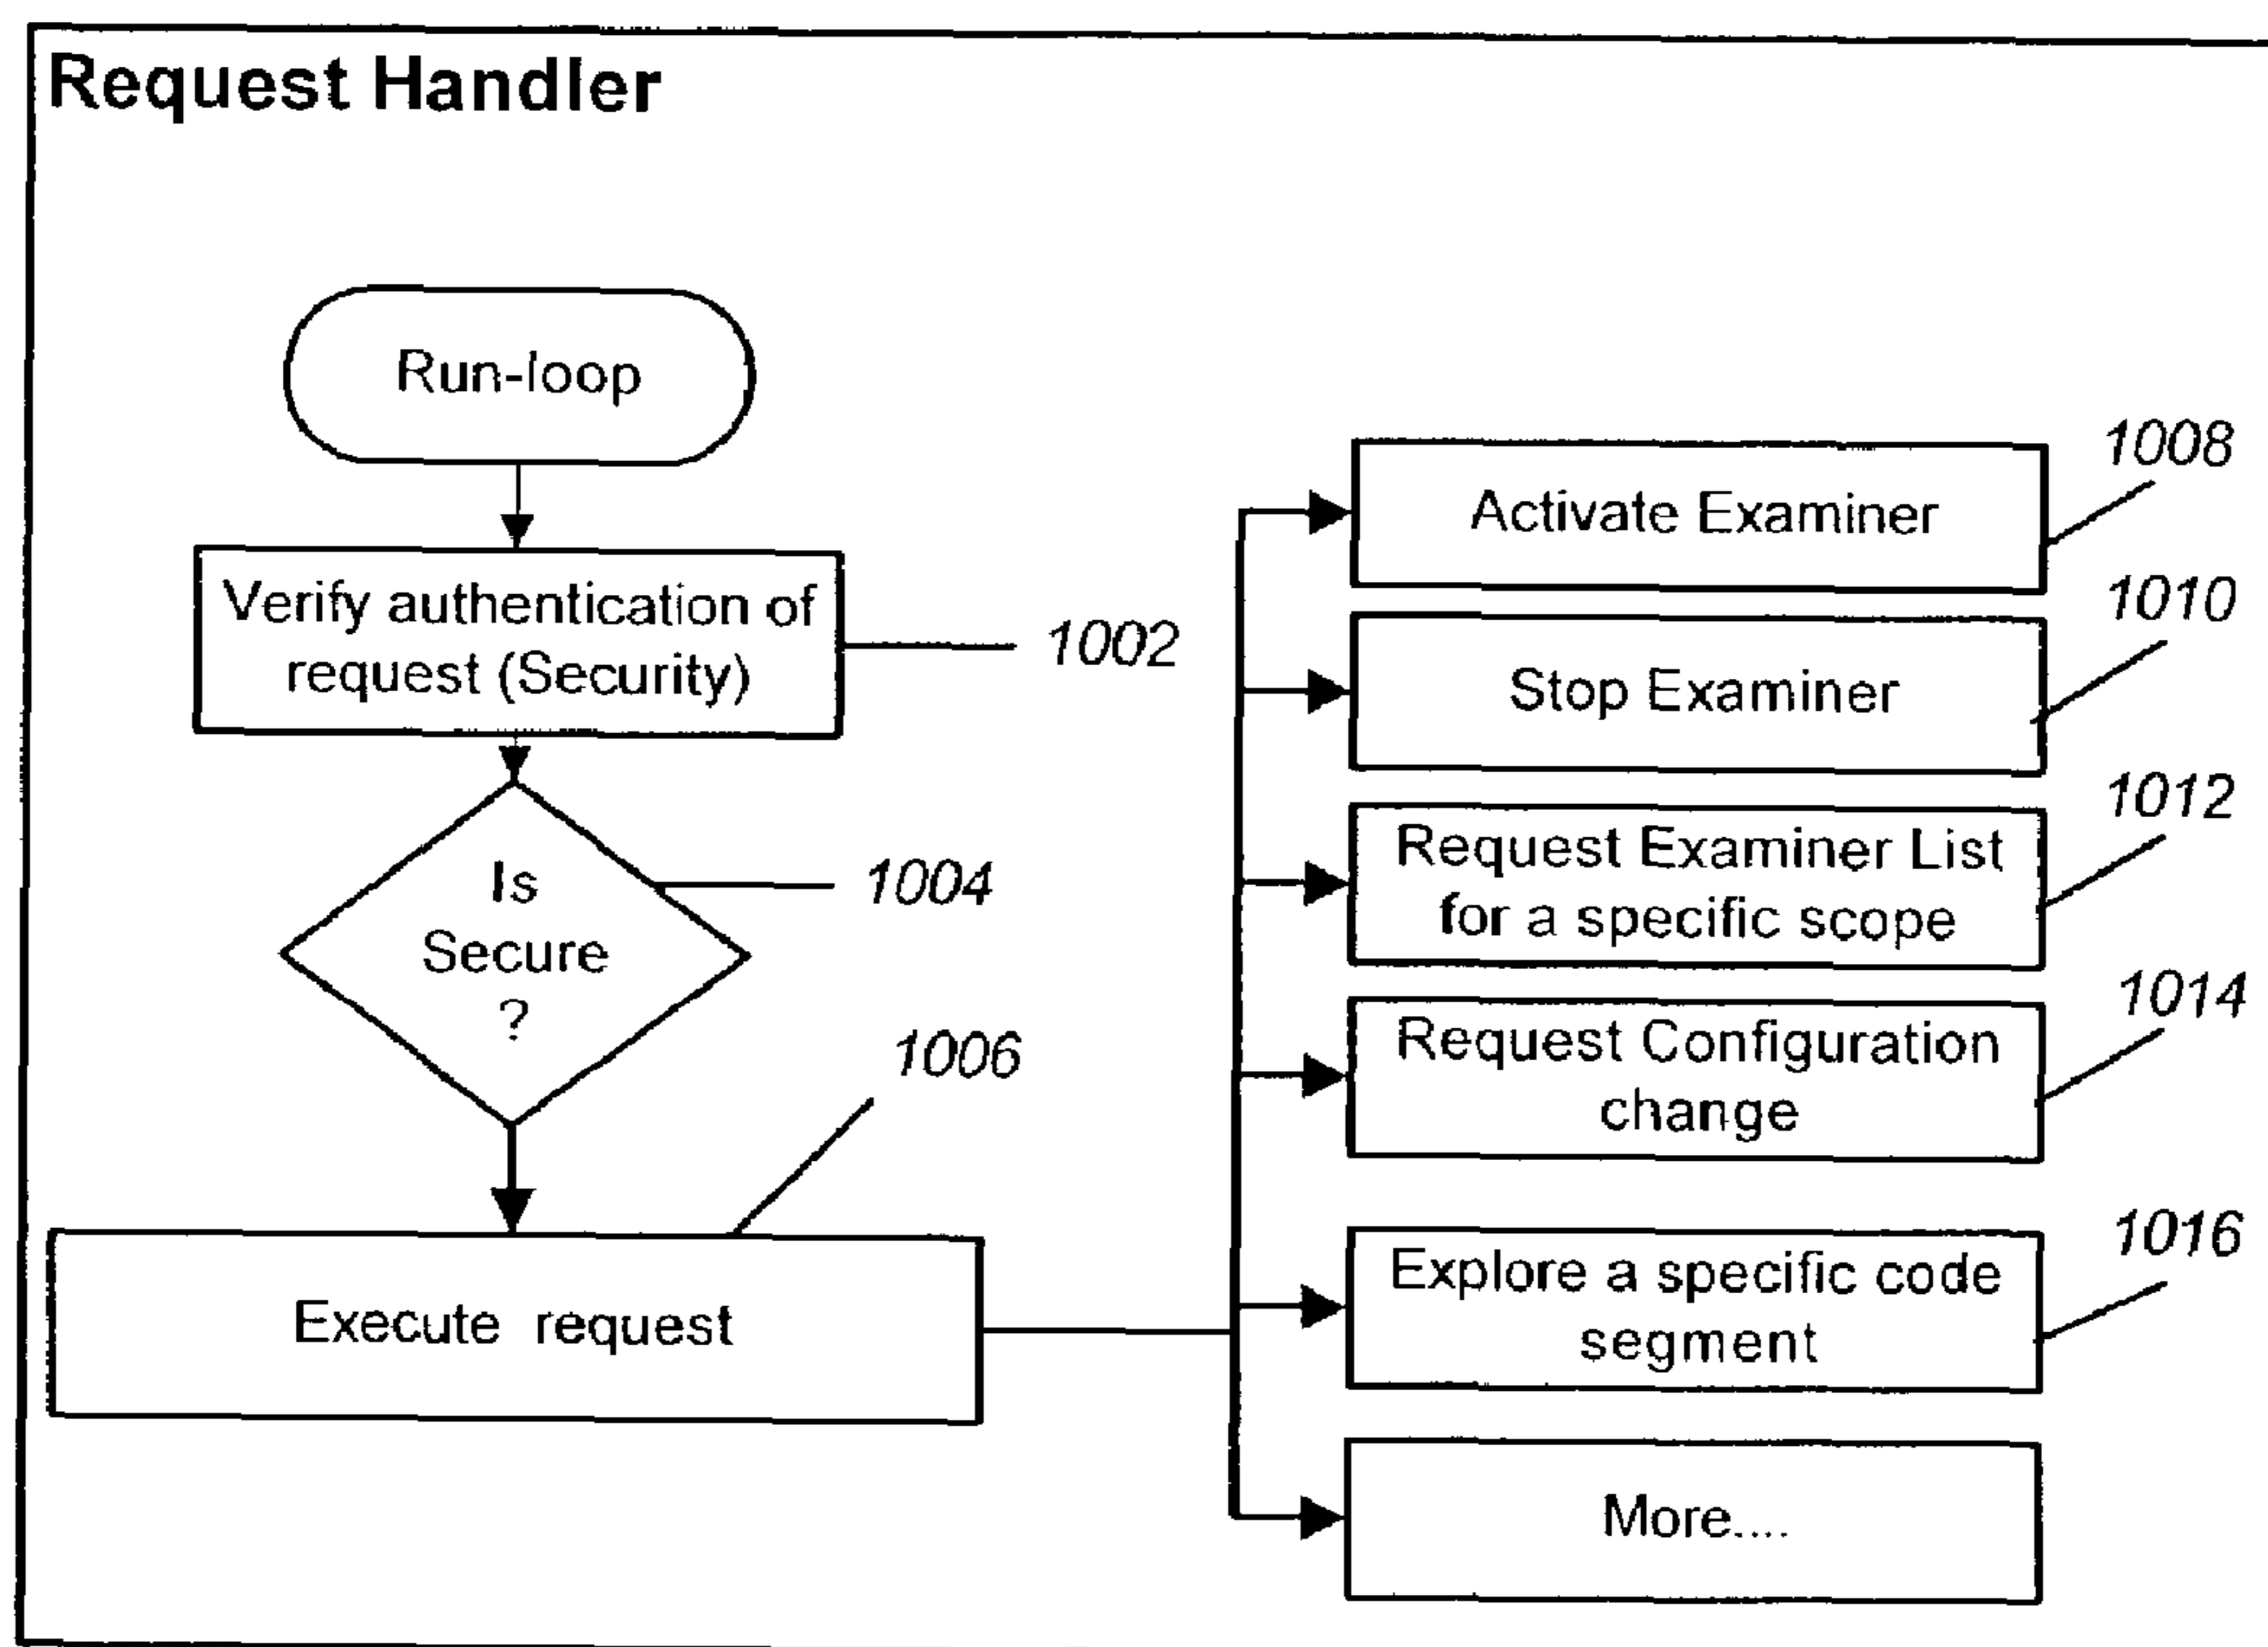 Request Handler
Run-loop
Verify authentication of
request (Security)
1002
Is
Secure
?
1004
1006
Execute request
1008
Activate Examiner
1010
Stop Examiner
1012
Request Examiner List
for a specific scope
1014
Request Configuration
change
1016
Explore a specific code
segment
More....